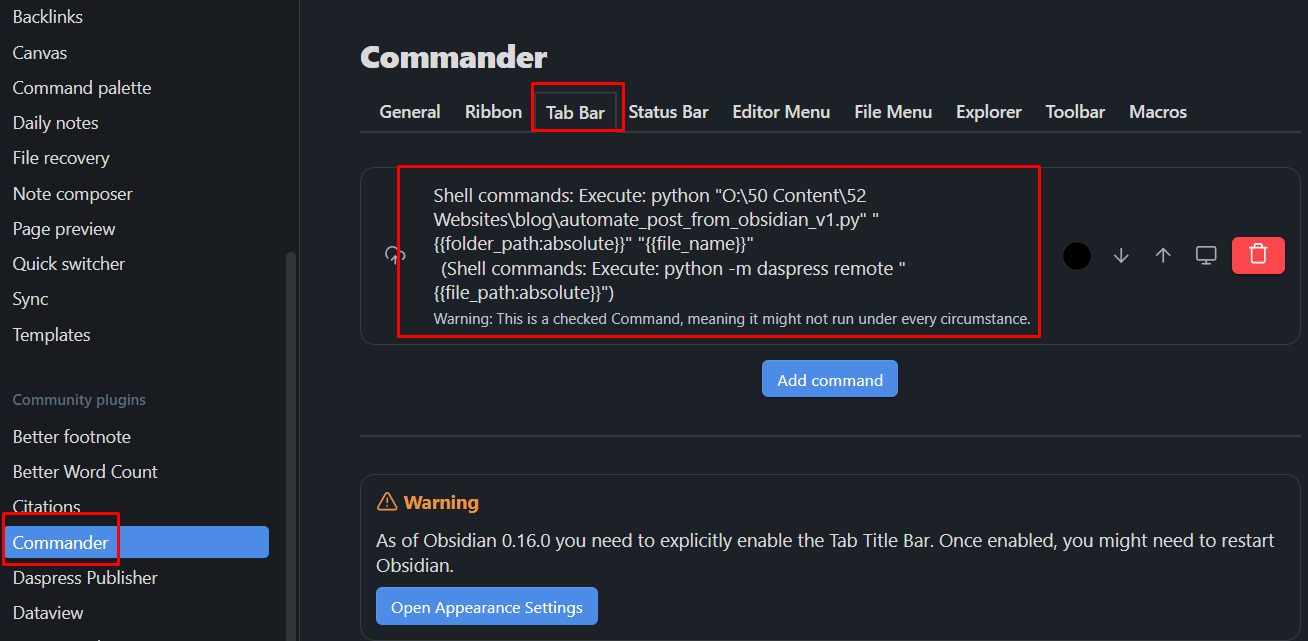 Backlinks
Canvas
Command palette
Daily notes
File recovery
Note composer
Page preview
Quick switcher
Sync
Templates
Community plugins
Better footnote
Better Word Count
Citations
Commander
Daspress Publisher
Dataview
Commander
General Ribbon Tab Bar Status Bar Editor Menu File Menu Explorer Toolbar Macros
Shell commands: Execute: python "O:\50 Content\52
Websites\blog\automate_post_from_obsidian_v1.py" "
{{folder_path:absolute}}" "{{file_name}}"
(Shell commands: Execute: python -m daspress remote "
{{file_path:absolute}}")
Warning: This is a checked Command, meaning it might not run under every circumstance.
Add command
Warning
As of Obsidian 0.16.0 you need to explicitly enable the Tab Title Bar. Once enabled, you might need to restart
Obsidian.
Open Appearance Settings